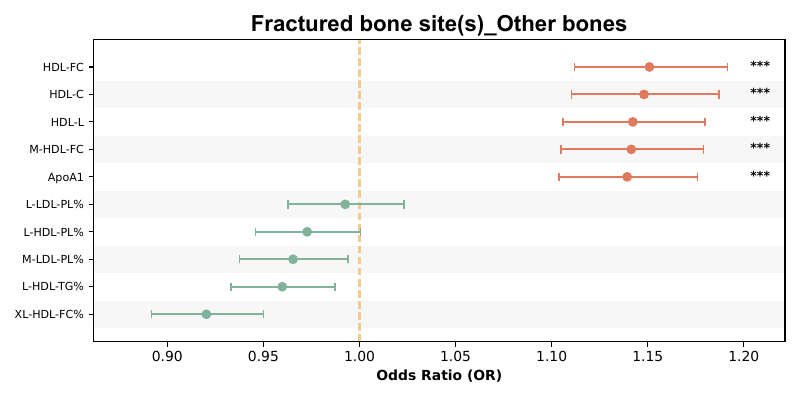 Fractured bone site(s)_Other bones
HDL-FC ***
HDL-C ***
HDL-L ***
M-HDL-FC ***
ApoA1 ***
L-LDL-PL%
L-HDL-PL%
M-LDL-PL%
L-HDL-TG%
XL-HDL-FC%
0.90 0.95 1.00 1.05 1.10 1.15 1.20
Odds Ratio (OR)